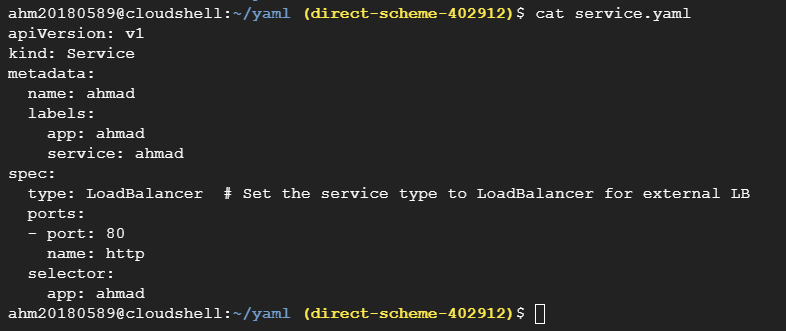 ahm20180589@cloudshell:~/yaml (direct-scheme-402912)$ cat service.yaml
apiVersion: v1
kind: Service
metadata:
  name: ahmad
  labels:
    app: ahmad
    service: ahmad
spec:
  type: LoadBalancer  # Set the service type to LoadBalancer for external LB
  ports:
  - port: 80
    name: http
  selector:
    app: ahmad
ahm20180589@cloudshell:~/yaml (direct-scheme-402912)$